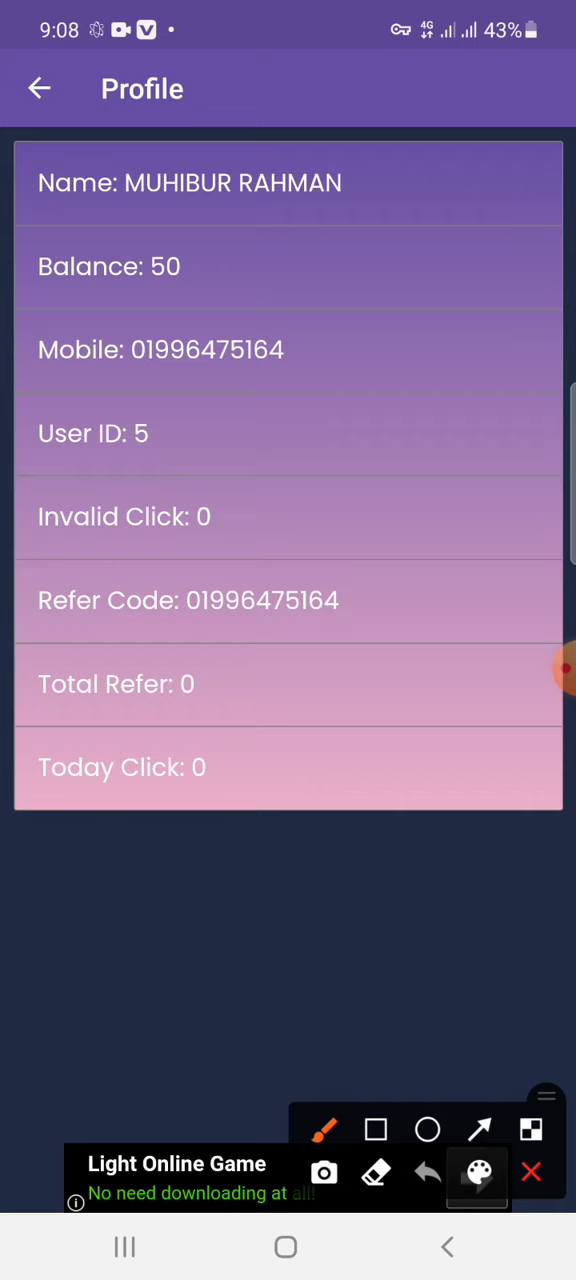 9:08
4G
43%
Profile
Name: MUHIBUR RAHMAN
Balance: 50
Mobile: 01996475164
User ID: 5
Invalid Click: 0
Refer Code: 01996475164
Total Refer: 0
Today Click: 0
Light Online Game
No need downloading at all!